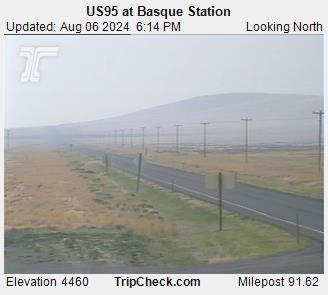 US95 at Basque Station
Updated: Aug 06 2024 6:14 PM Looking North
Elevation 4460 TripCheck.com Milepost 91.62